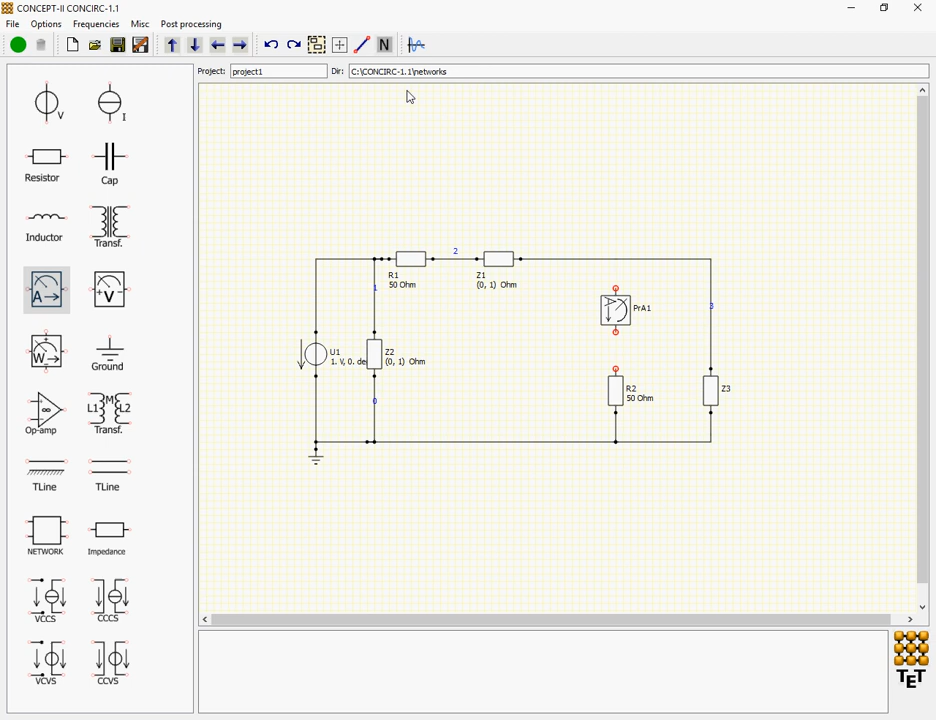 CONCEPT-II CONCIRC-1.1
File Options Frequencies Misc Post processing
N
Project: project1 Dir: C:\CONCIRC-1.1\networks
V I
Resistor Cap
Inductor Transf.
A +V
W Ground
∞ L1 M L2
Op-amp Transf.
TLine TLine
NETWORK Impedance
VCCS CCCS
VCVS CCVS
2
R1
50 Ohm
Z1
(0, 1) Ohm
1
3
A
PrA1
U1
1. V, 0. de
Z2
(0, 1) Ohm
R2
50 Ohm
Z3
0
TET